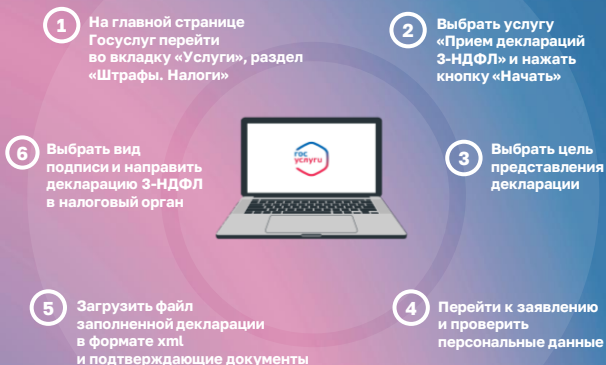 1
На главной странице
Госуслуг перейти
во вкладку «Услуги», раздел
«Штрафы. Налоги»
2
Выбрать услугу
«Прием деклараций
3-НДФЛ» и нажать
кнопку «Начать»
3
Выбрать цель
представления
декларации
4
Перейти к заявлению
и проверить
персональные данные
5
Загрузить файл
заполненной декларации
в формате xml
и подтверждающие документы
6
Выбрать вид
подписи и направить
декларацию 3-НДФЛ
в налоговый орган
гос
услуги